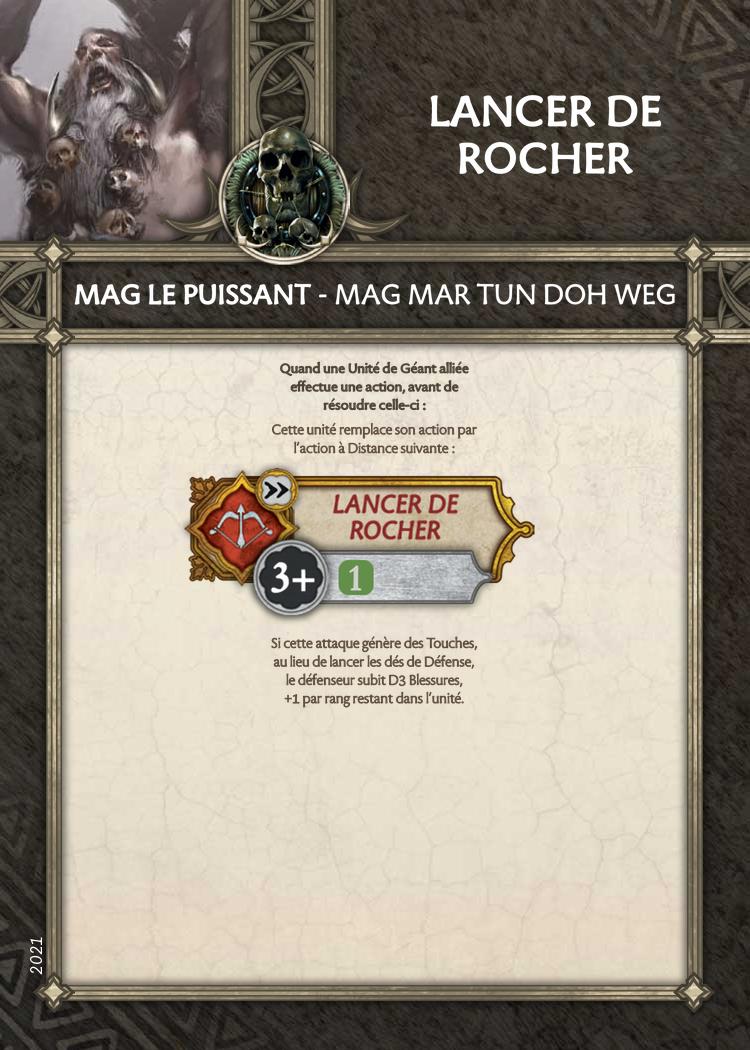 LANCER DE
ROCHER
MAG LE PUISSANT - MAG MAR TUN DOH WEG
Quand une Unité de Géant alliée
effectue une action, avant de
résoudre celle-ci :
Cette unité remplace son action par
l'action à Distance suivante :
LANCER DE
ROCHER
3+ 1
Si cette attaque génère des Touches,
au lieu de lancer les dés de Défense,
le défenseur subit D3 Blessures,
+1 par rang restant dans l'unité.
2021